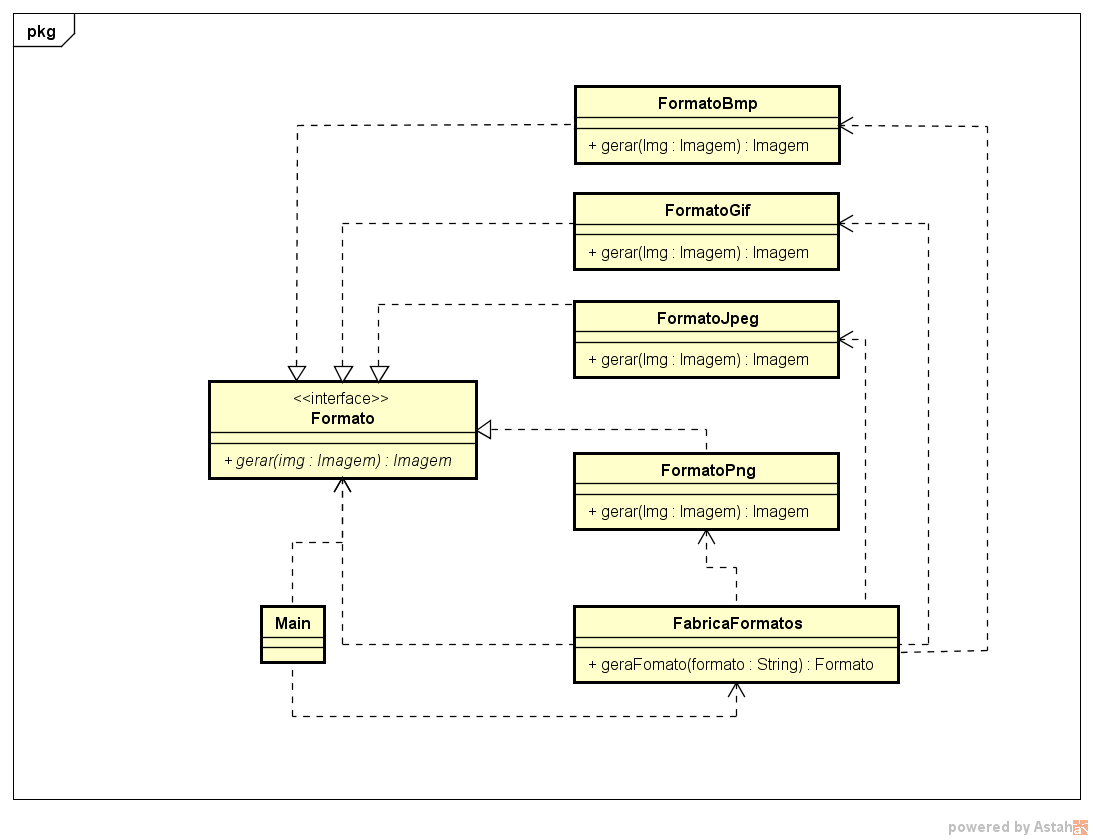 pkg
FormatoBmp
+ gerar(Img : Imagem) : Imagem
FormatoGif
+ gerar(Img : Imagem) : Imagem
FormatoJpeg
+ gerar(Img : Imagem) : Imagem
<<interface>>
Formato
+ gerar(img : Imagem) : Imagem
FormatoPng
+ gerar(Img : Imagem) : Imagem
Main
FabricaFormatos
+ geraFomato(formato : String) : Formato
powered by Astah